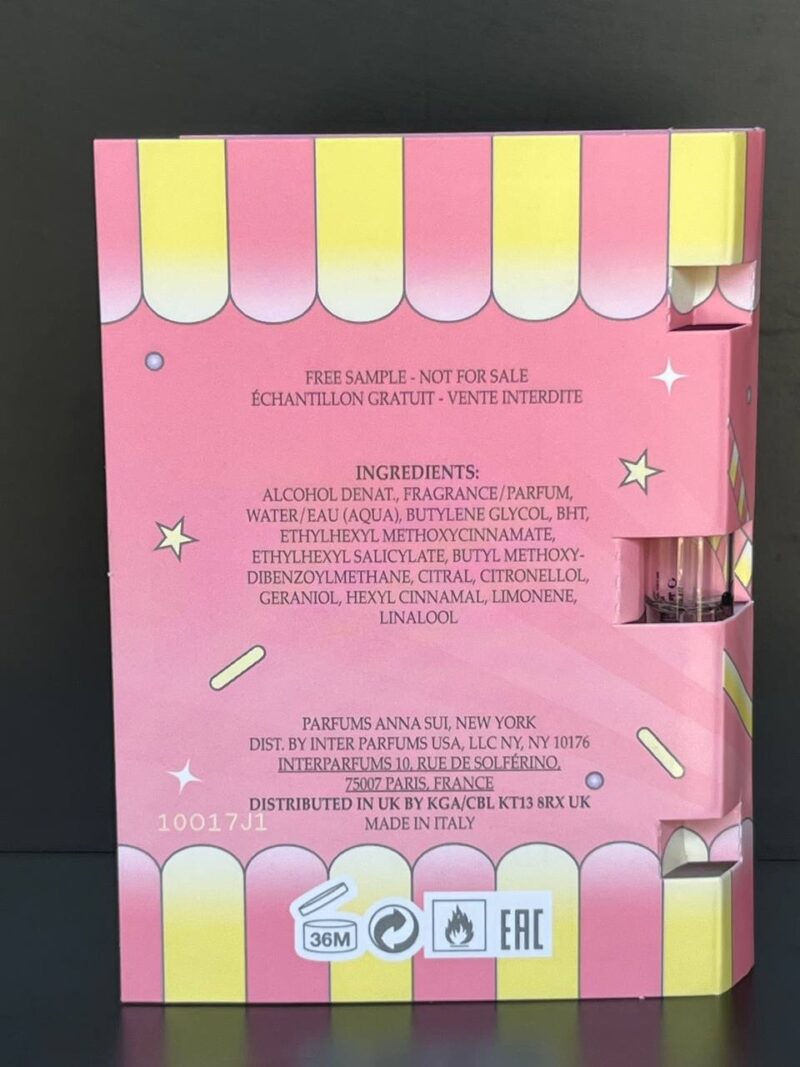 FREE SAMPLE - NOT FOR SALE
ÉCHANTILLON GRATUIT - VENTE INTERDITE
INGREDIENTS:
ALCOHOL DENAT., FRAGRANCE/PARFUM,
WATER/EAU (AQUA), BUTYLENE GLYCOL, BHT,
ETHYLHEXYL METHOXYCINNAMATE,
ETHYLHEXYL SALICYLATE, BUTYL METHOXY-
DIBENZOYLMETHANE, CITRAL, CITRONELLOL,
GERANIOL, HEXYL CINNAMAL, LIMONENE,
LINALOOL
PARFUMS ANNA SUI, NEW YORK
DIST. BY INTER PARFUMS USA, LLC NY, NY 10176
INTERPARFUMS 10, RUE DE SOLFÉRINO,
75007 PARIS, FRANCE
DISTRIBUTED IN UK BY KGA/CBL KT13 8RX UK
MADE IN ITALY
10017J1
36M
EAC